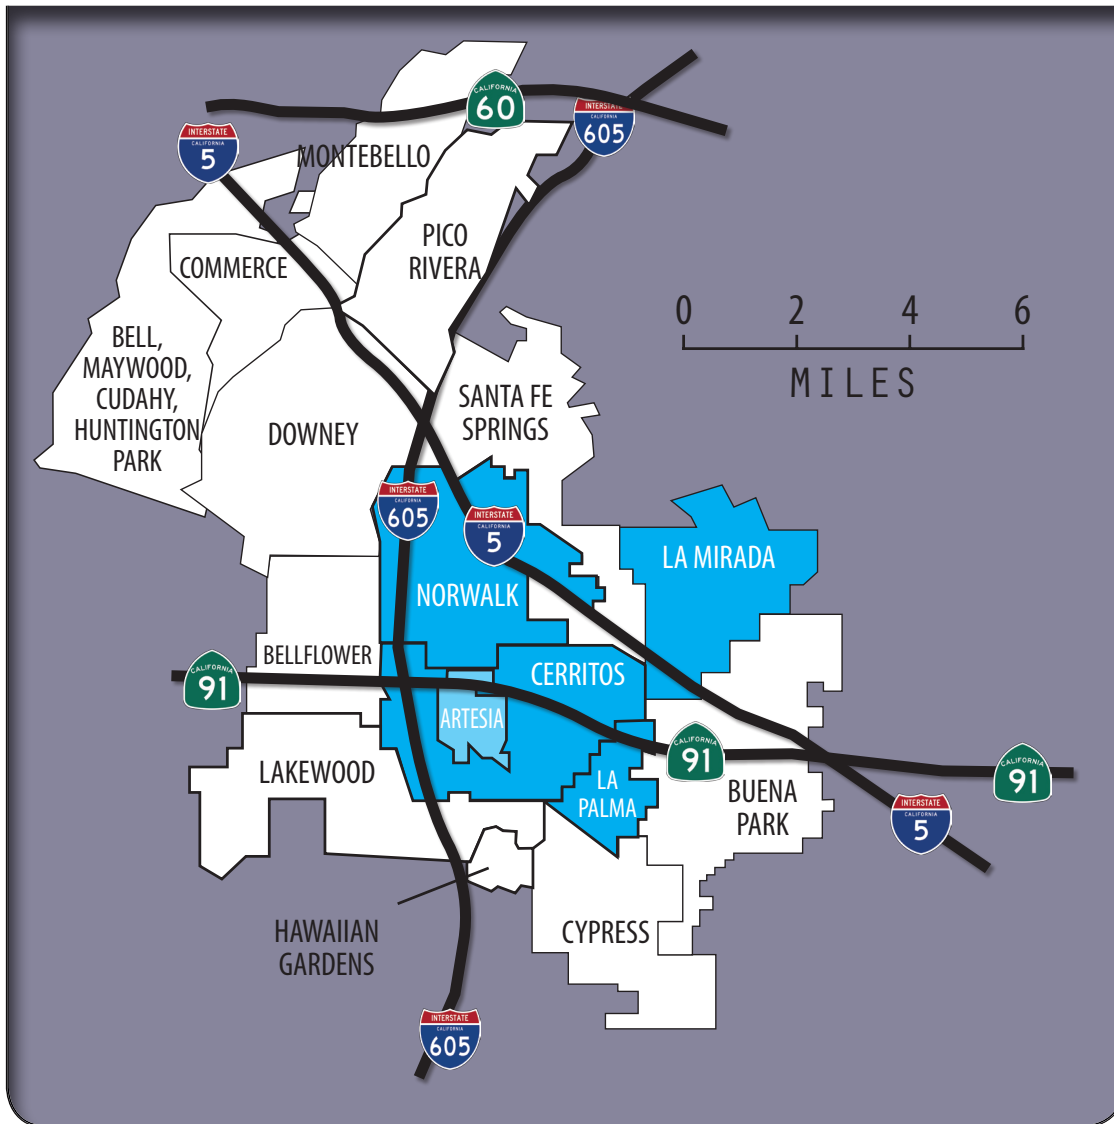 CALIFORNIA
60
INTERSTATE
CALIFORNIA
5
INTERSTATE
605
MONTEBELLO
PICO
RIVERA
COMMERCE
0 2 4 6
MILES
BELL,
MAYWOOD,
CUDAHY,
HUNTINGTON
PARK
DOWNEY
SANTA FE
SPRINGS
INTERSTATE
CALIFORNIA
605
INTERSTATE
CALIFORNIA
5
LA MIRADA
NORWALK
BELLFLOWER
CERRITOS
CALIFORNIA
91
ARTESIA
CALIFORNIA
91
CALIFORNIA
91
LAKEWOOD
LA
PALMA
BUENA
PARK
INTERSTATE
CALIFORNIA
5
HAWAIIAN
GARDENS
CYPRESS
INTERSTATE
CALIFORNIA
605